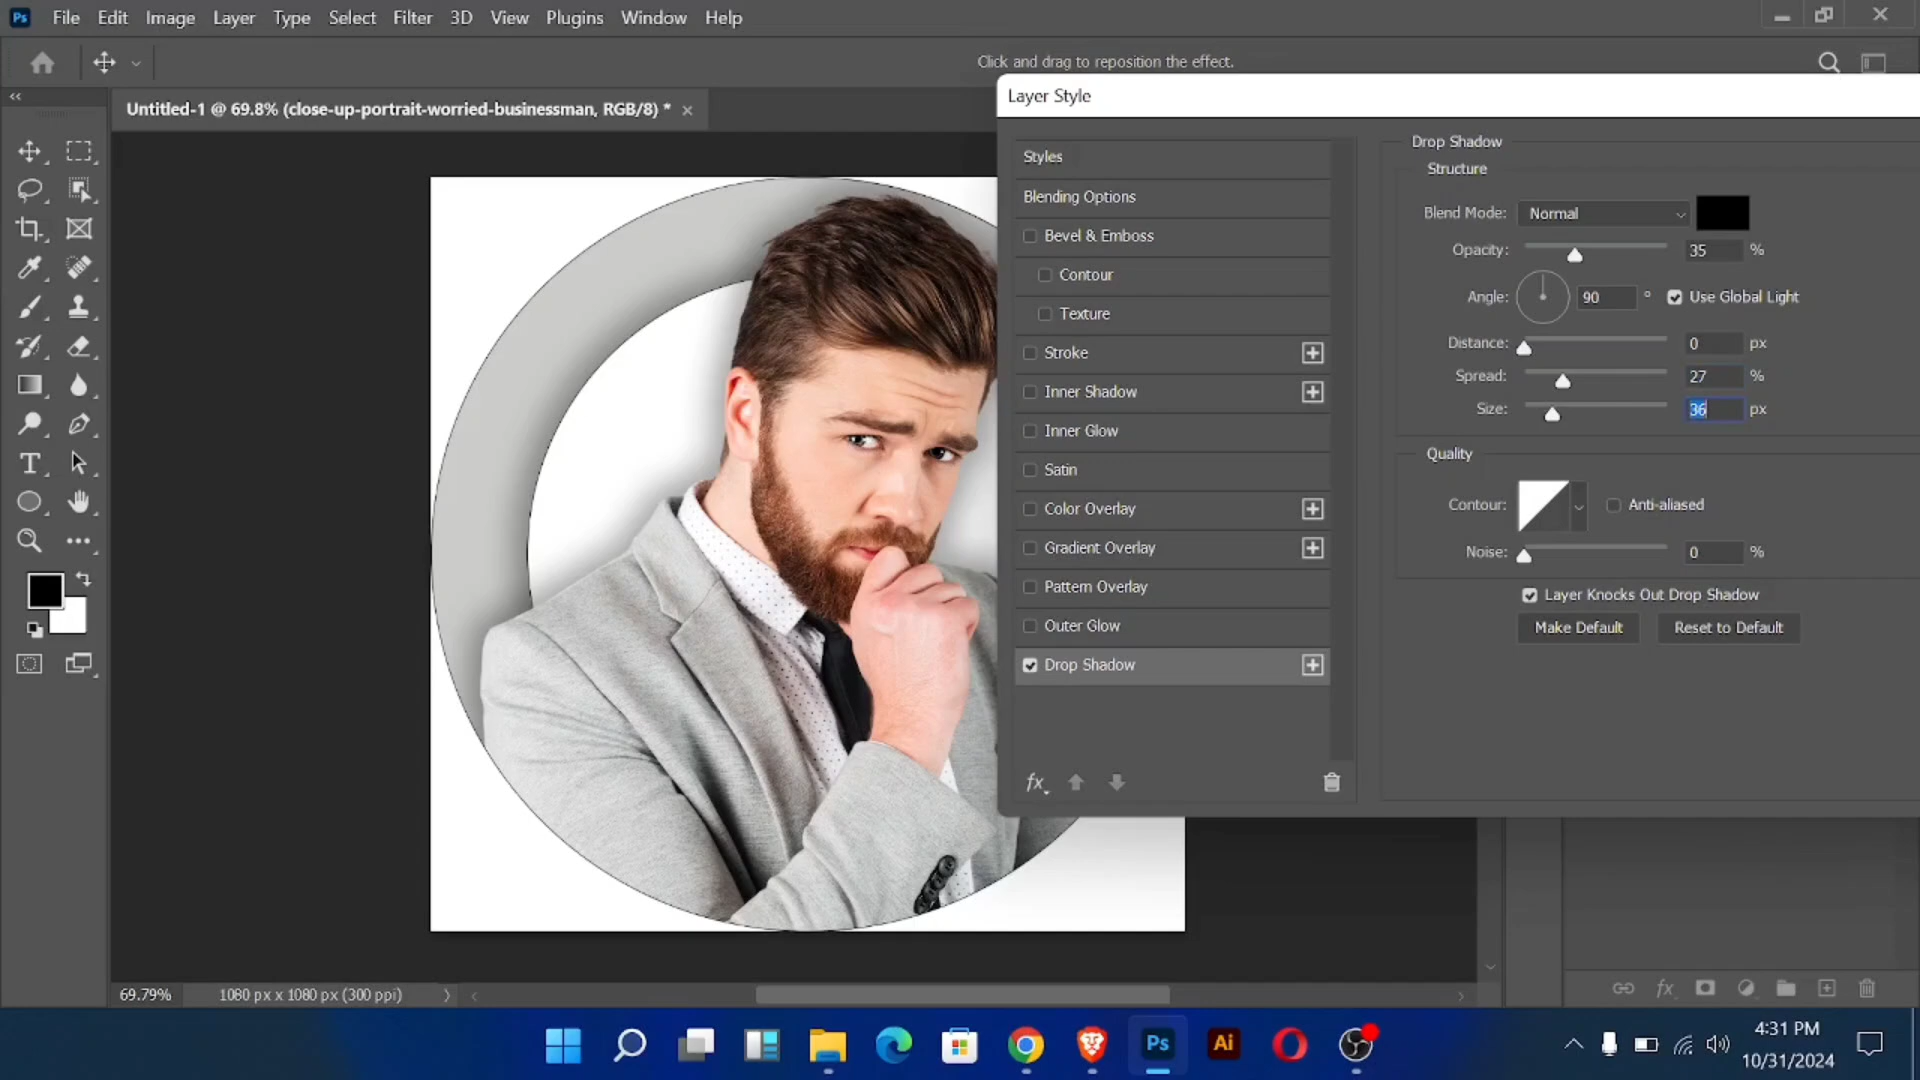 Ps File Edit Image Layer Type Select Filter 3D View Plugins Window Help
Click and drag to reposition the effect.
Untitled-1 @ 69.8% (close-up-portrait-worried-businessman, RGB/8) *
Layer Style
Styles
Blending Options
Bevel & Emboss
Contour
Texture
Stroke
Inner Shadow
Inner Glow
Satin
Color Overlay
Gradient Overlay
Pattern Overlay
Outer Glow
Drop Shadow
fx
Drop Shadow
Structure
Blend Mode: Normal
Opacity: 35 %
Angle: 90 ° Use Global Light
Distance: 0 px
Spread: 27 %
Size: 36 px
Quality
Contour: Anti-aliased
Noise: 0 %
Layer Knocks Out Drop Shadow
Make Default Reset to Default
T
69.79% 1080 px x 1080 px (300 ppi)
fx
Ps Ai
4:31 PM
10/31/2024